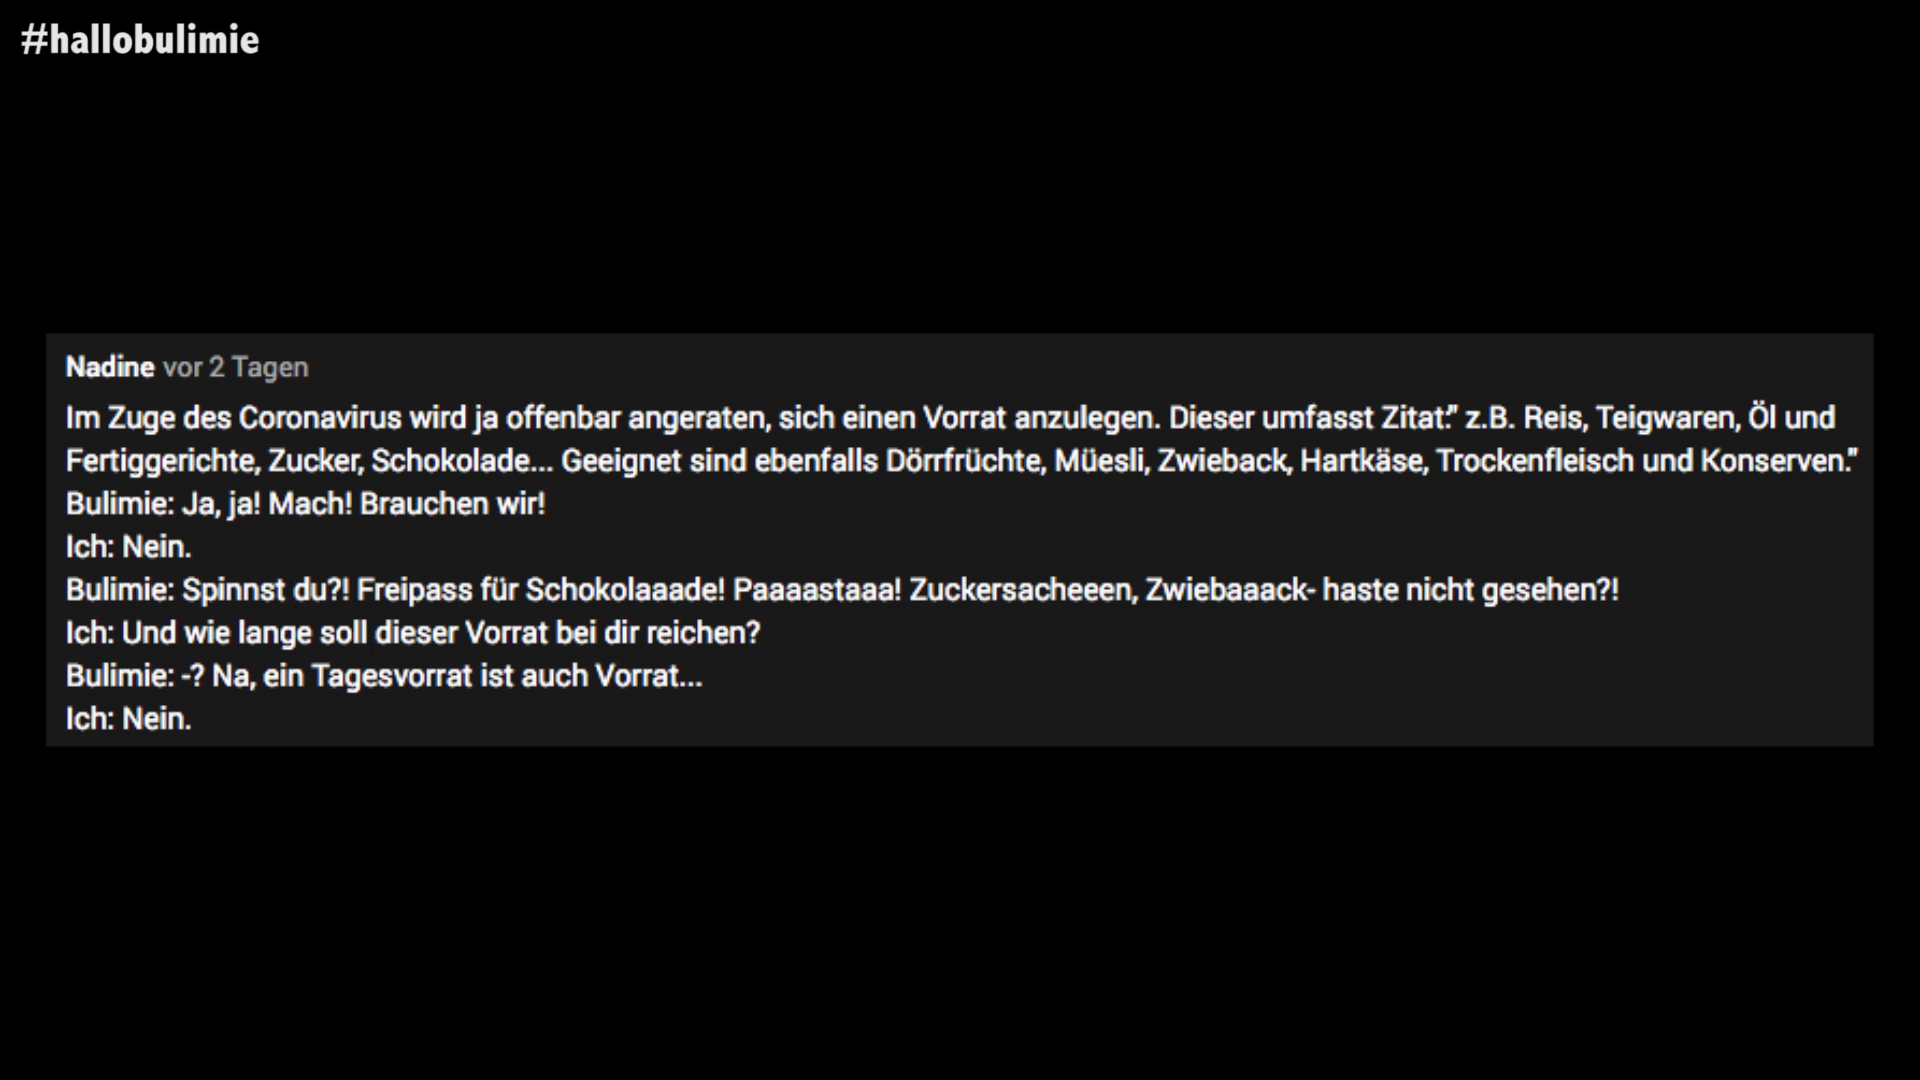 #hallobulimie
Nadine vor 2 Tagen
Im Zuge des Coronavirus wird ja offenbar angeraten, sich einen Vorrat anzulegen. Dieser umfasst Zitat:" z.B. Reis, Teigwaren, Öl und
Fertiggerichte, Zucker, Schokolade... Geeignet sind ebenfalls Dörrfrüchte, Müesli, Zwieback, Hartkäse, Trockenfleisch und Konserven."
Bulimie: Ja, ja! Mach! Brauchen wir!
Ich: Nein.
Bulimie: Spinnst du?! Freipass für Schokolaaade! Paaaastaaa! Zuckersacheeen, Zwiebaaack- haste nicht gesehen?!
Ich: Und wie lange soll dieser Vorrat bei dir reichen?
Bulimie: -? Na, ein Tagesvorrat ist auch Vorrat...
Ich: Nein.